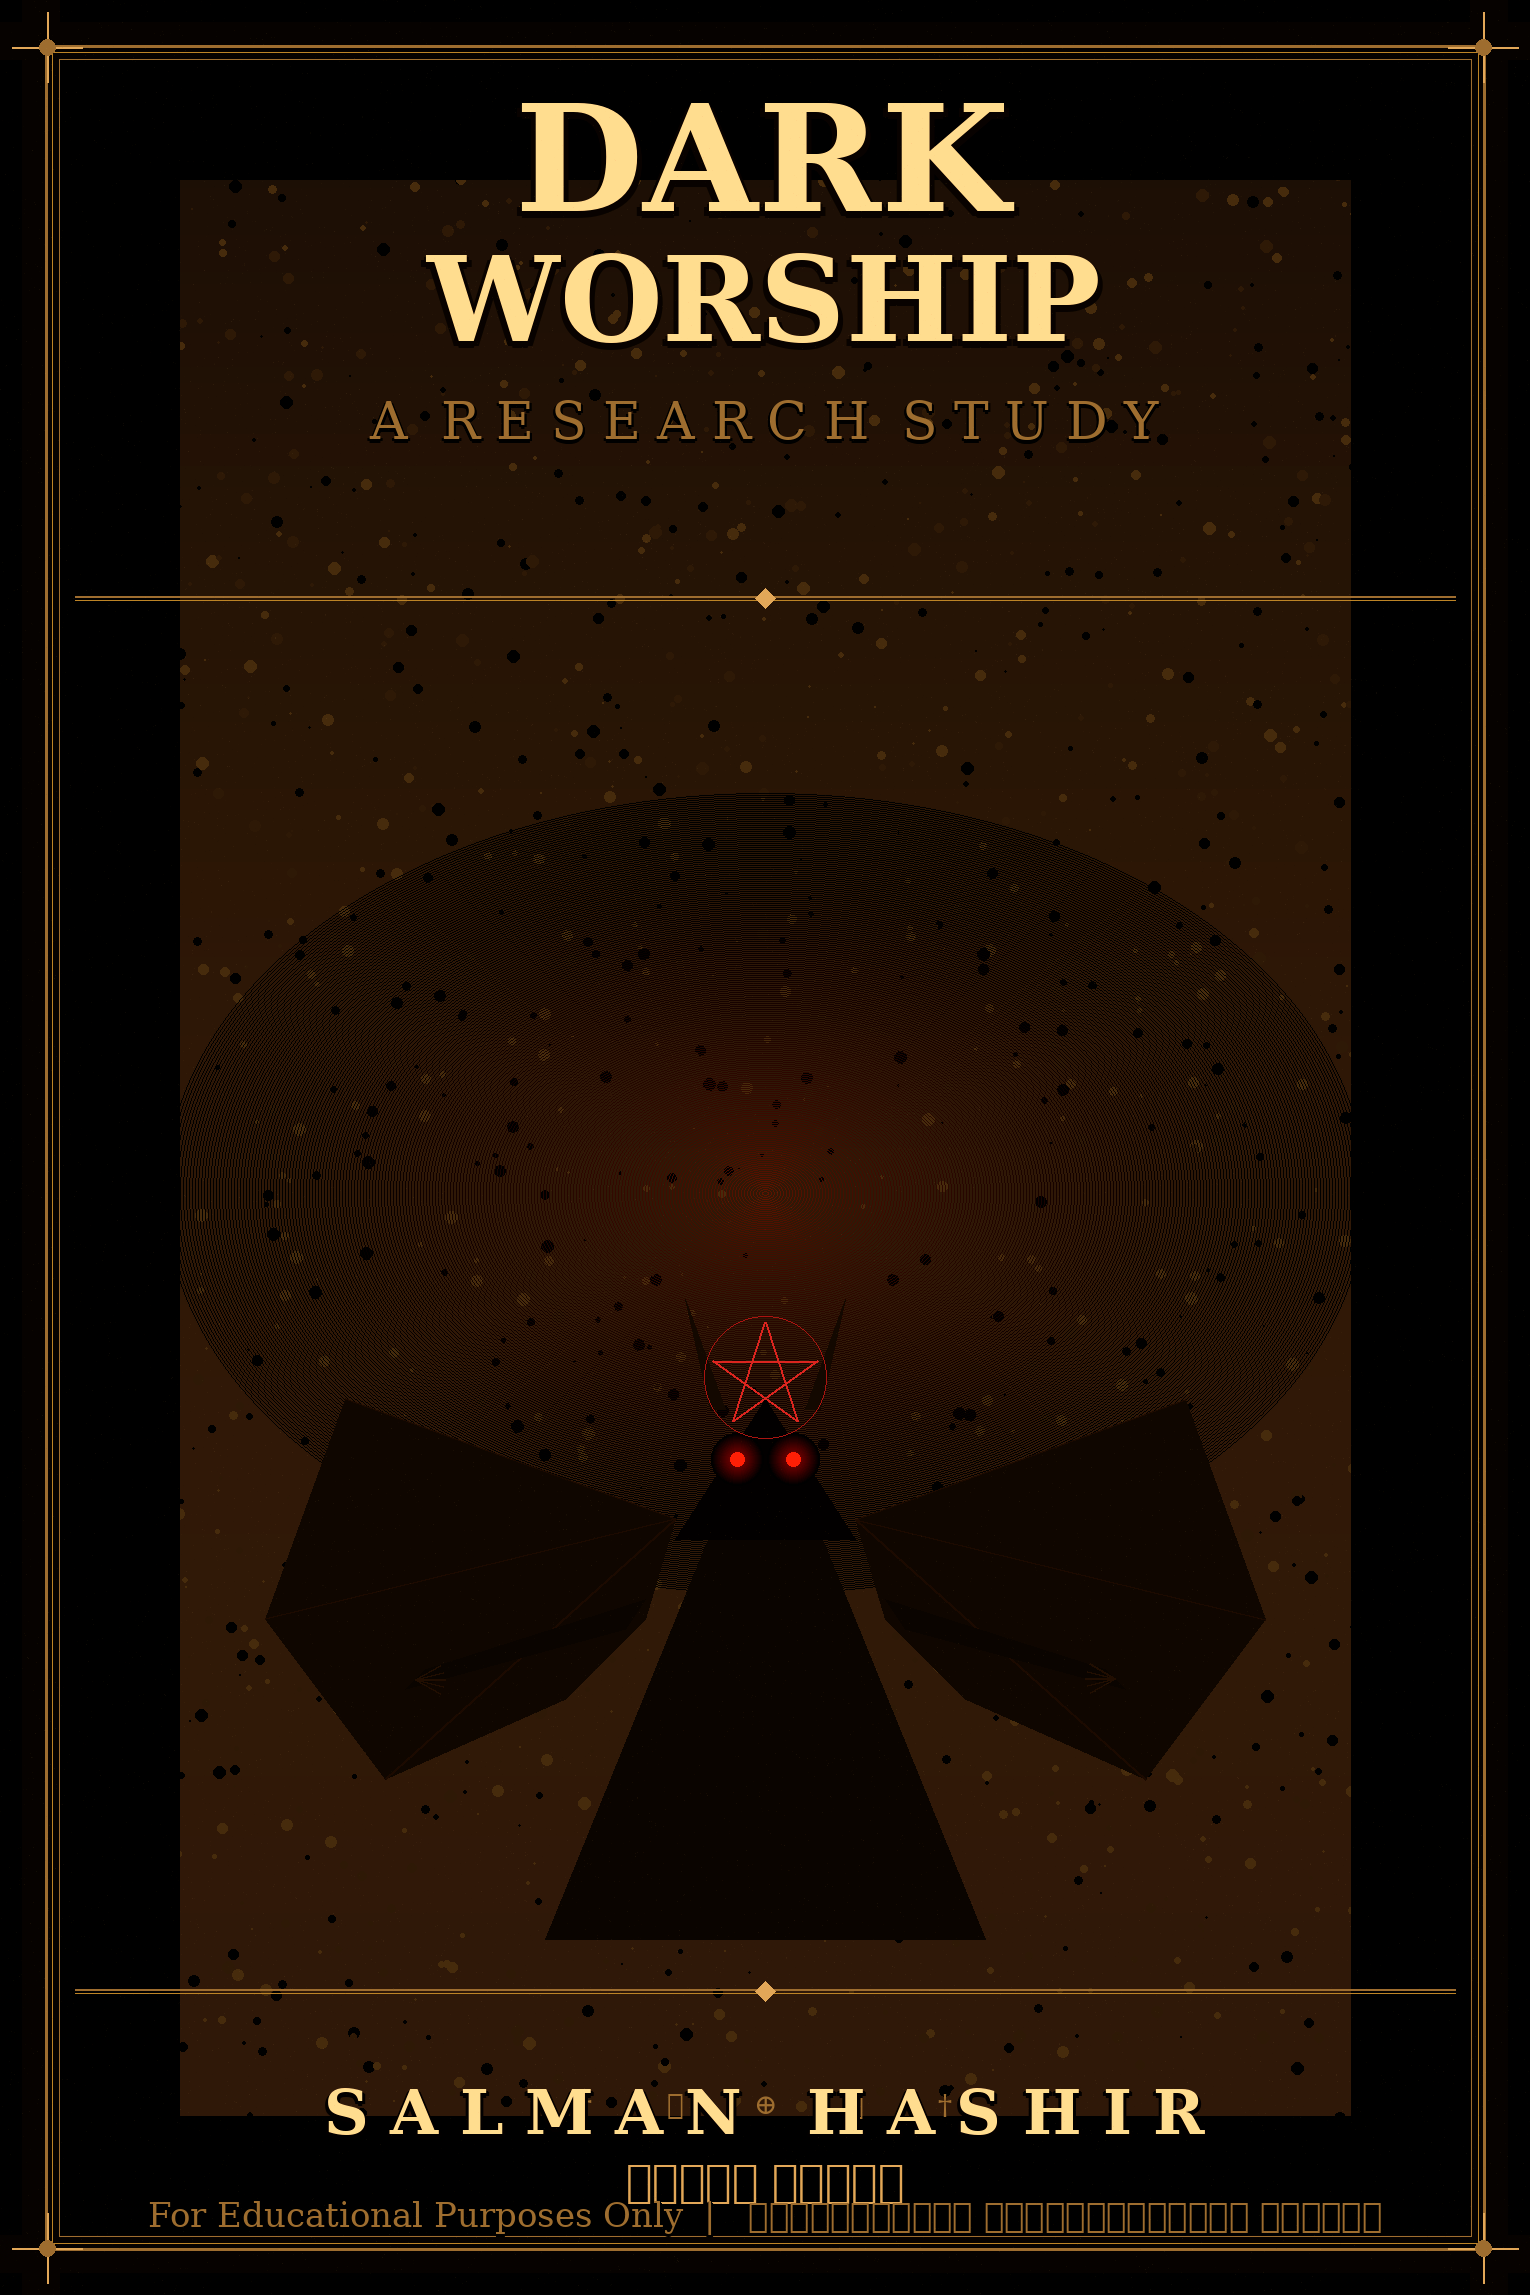 DARK
WORSHIP
A RESEARCH STUDY
SALMAN HASHIR
For Educational Purposes Only |